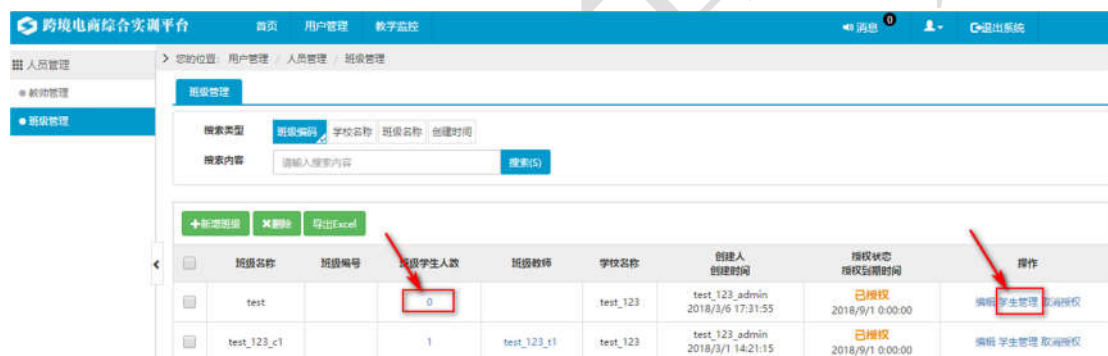 跨境电商综合实训平台 首页 用户管理 教学监控 消息 0 退出系统
人员管理
教师管理
班级管理
您的位置: 用户管理 / 人员管理 / 班级管理
班级管理
搜索类型 班级编码 学校名称 班级名称 创建时间
搜索内容 请输入搜索内容 搜索(S)
+新增班级 ×删除 导出Excel
班级名称 班级编号 班级学生人数 班级教师 学校名称 创建人 授权状态 操作
创建时间 授权到期时间
test 0 test_123 test_123_admin 已授权 编辑 学生管理 取消授权
2018/3/6 17:31:55 2018/9/1 0:00:00
test_123_c1 1 test_123_t1 test_123 test_123_admin 已授权 编辑 学生管理 取消授权
2018/3/1 14:21:15 2018/9/1 0:00:00